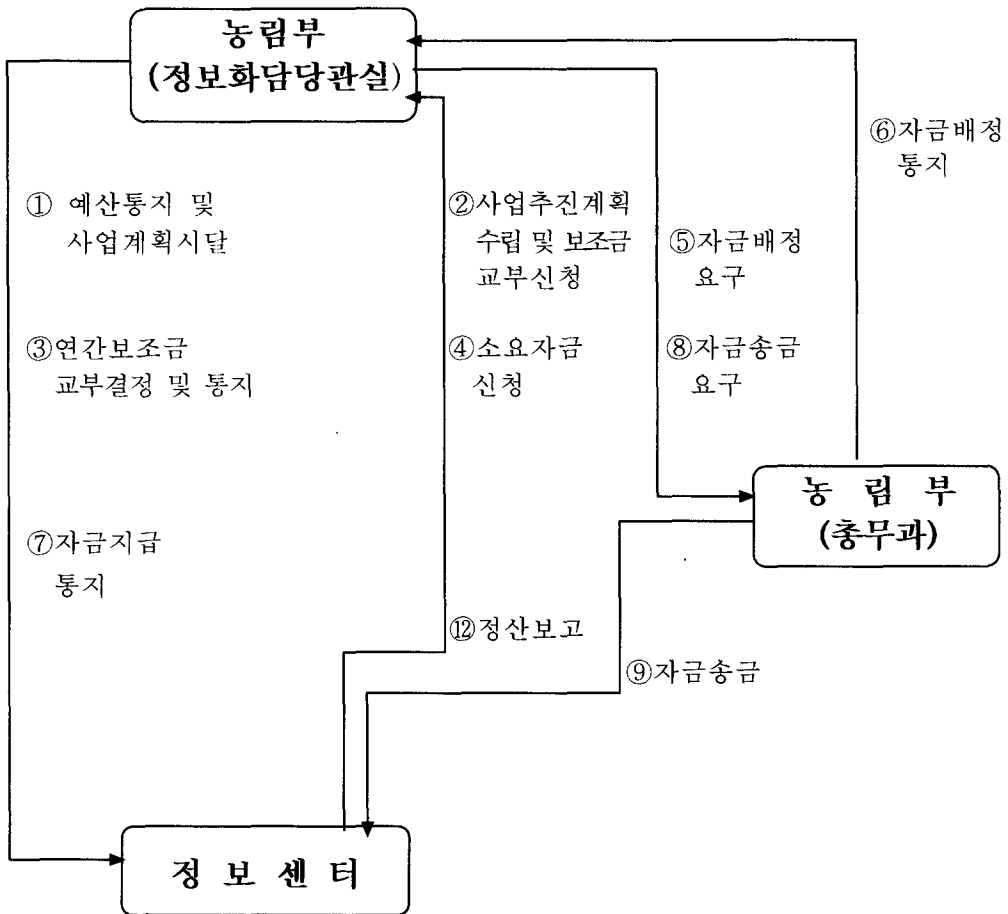 농림부
(정보화담당관실)
⑥자금배정
통지
① 예산통지 및
사업계획시달
②사업추진계획
수립 및 보조금
교부신청
⑤자금배정
요구
③연간보조금
교부결정 및 통지
④소요자금
신청
⑧자금송금
요구
농 림 부
(총무과)
⑦자금지급
통지
⑫정산보고
⑨자금송금
정 보 센 터